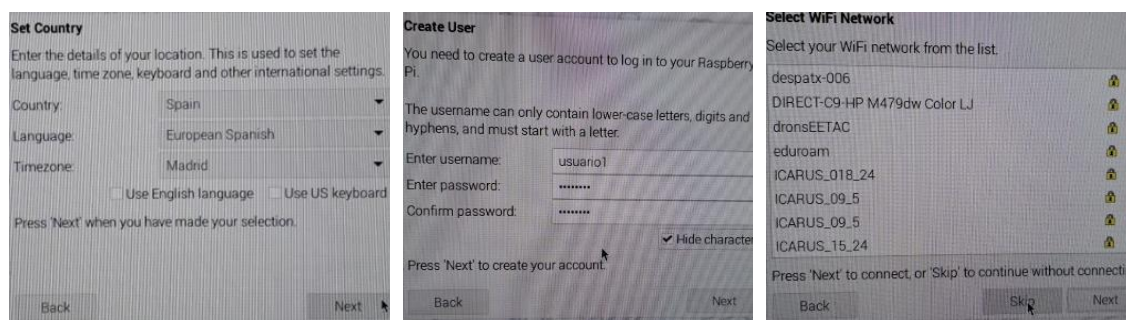 Set Country
Enter the details of your location. This is used to set the
language, time zone, keyboard and other international settings.
Country: Spain
Language: European Spanish
Timezone: Madrid
Use English language Use US keyboard
Press 'Next' when you have made your selection.
Back Next
Create User
You need to create a user account to log in to your Raspberry
Pi.
The username can only contain lower-case letters, digits and
hyphens, and must start with a letter.
Enter username: usuario1
Enter password: ••••••••
Confirm password: ••••••••
Hide character
Press 'Next' to create your account.
Back Next
Select WiFi Network
Select your WiFi network from the list.
despatx-006
DIRECT-C9-HP M479dw Color LJ
dronsEETAC
eduroam
ICARUS_018_24
ICARUS_09_5
ICARUS_09_5
ICARUS_15_24
Press 'Next' to connect, or 'Skip' to continue without connecti
Back Skip Next